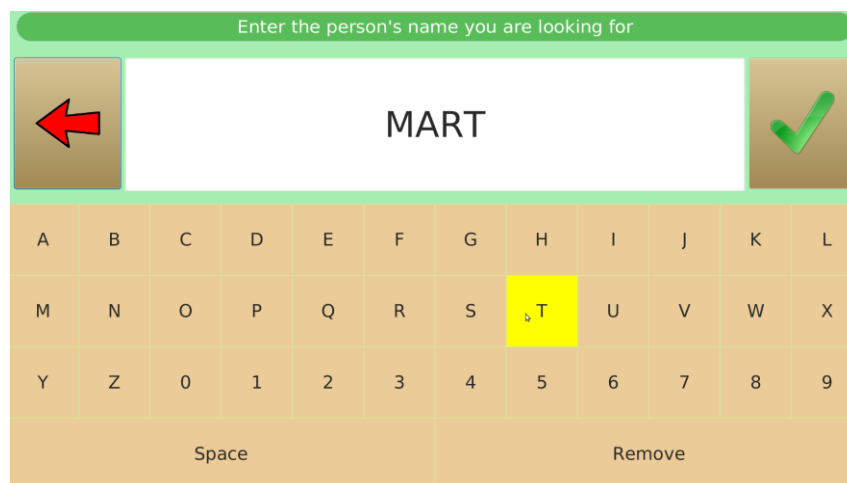 Enter the person's name you are looking for
MART
A B C D E F G H I J K L
M N O P Q R S T U V W X
Y Z 0 1 2 3 4 5 6 7 8 9
Space Remove